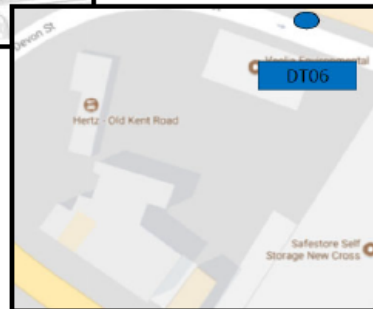 Devon St
DT06
Hertz - Old Kent Road
Safestore Self
Storage New Cross